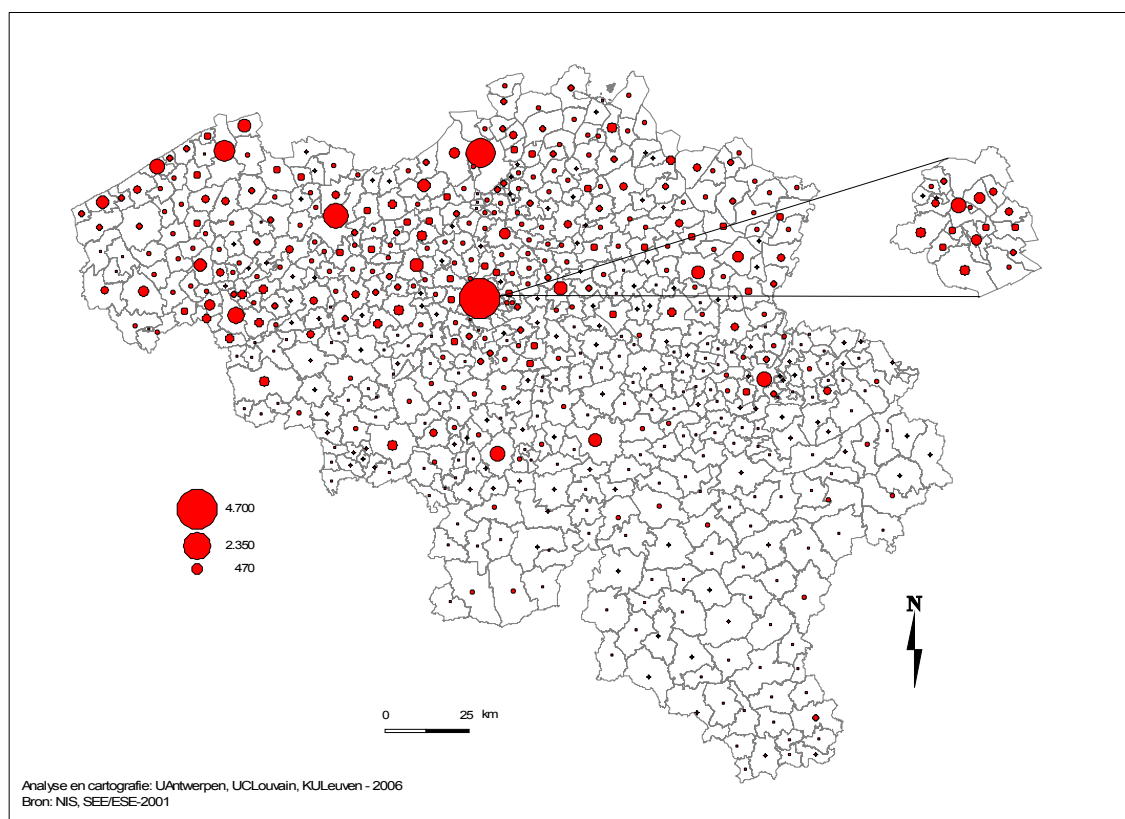 4.700
2.350
470
N
0 25 km
Analyse en cartografie: UAntwerpen, UCLouvain, KULeuven - 2006
Bron: NIS, SEE/ESE-2001